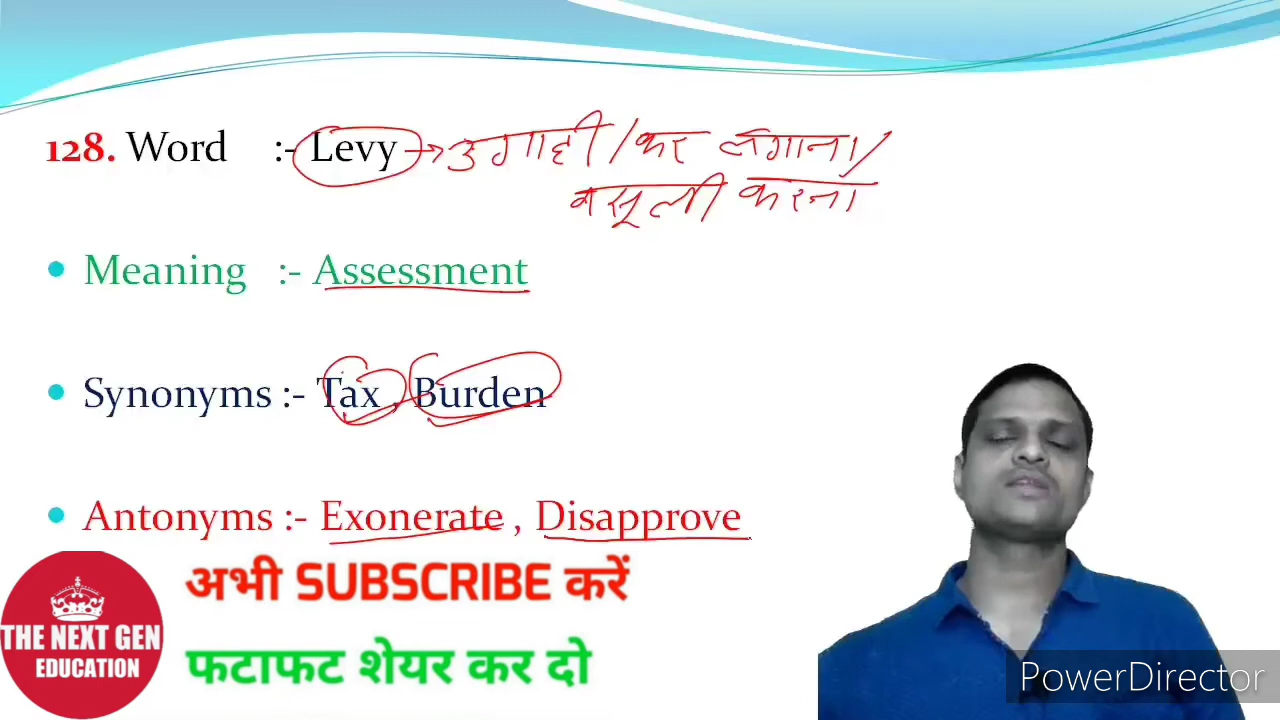 128. Word :- Levy → उगाही / कर लगाना /
वसूली करना
• Meaning :- Assessment
• Synonyms :- Tax , Burden
• Antonyms :- Exonerate , Disapprove
अभी SUBSCRIBE करें
THE NEXT GEN
EDUCATION
फटाफट शेयर कर दो
PowerDirector